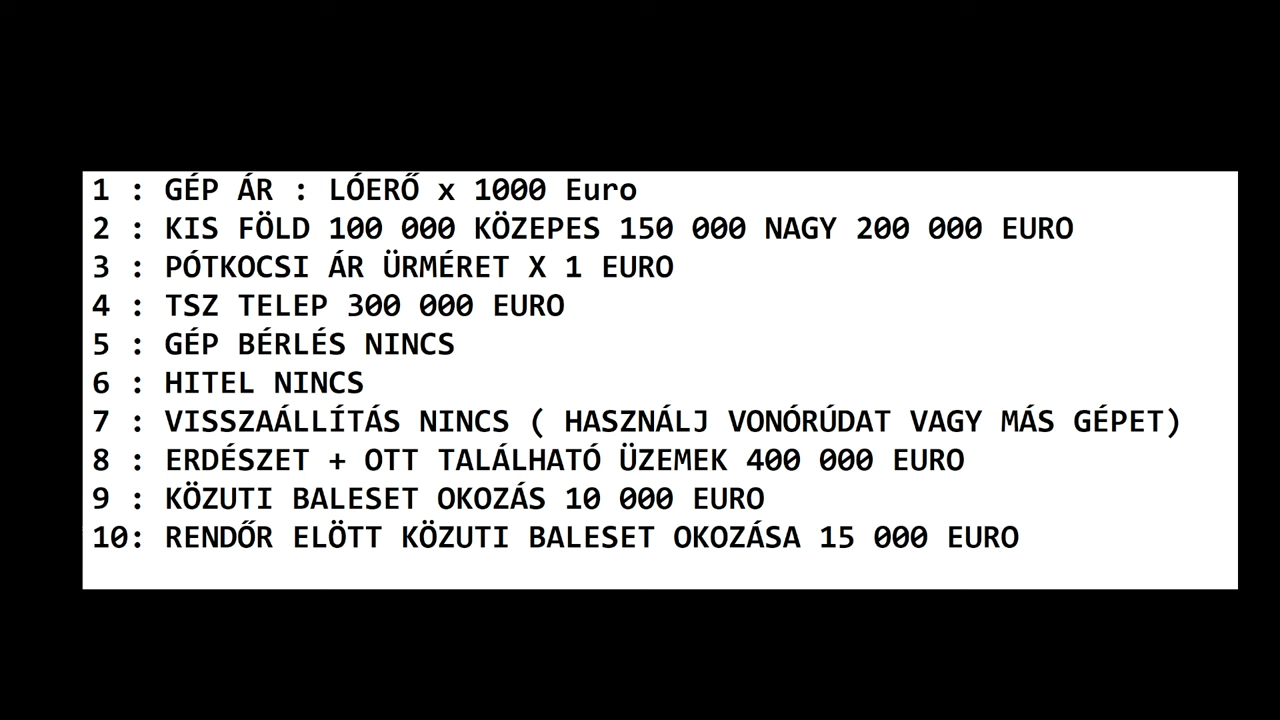 1 : GÉP ÁR : LÓERŐ x 1000 Euro
2 : KIS FÖLD 100 000 KÖZEPES 150 000 NAGY 200 000 EURO
3 : PÓTKOCSI ÁR ÜRMÉRET X 1 EURO
4 : TSZ TELEP 300 000 EURO
5 : GÉP BÉRLÉS NINCS
6 : HITEL NINCS
7 : VISSZAÁLLÍTÁS NINCS ( HASZNÁLJ VONÓRÚDAT VAGY MÁS GÉPET)
8 : ERDÉSZET + OTT TALÁLHATÓ ÜZEMEK 400 000 EURO
9 : KÖZUTI BALESET OKOZÁS 10 000 EURO
10: RENDŐR ELÖTT KÖZUTI BALESET OKOZÁSA 15 000 EURO